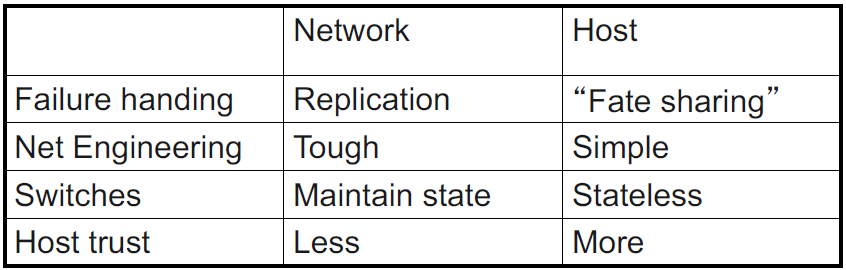 Network Host
Failure handing Replication “Fate sharing”
Net Engineering Tough Simple
Switches Maintain state Stateless
Host trust Less More